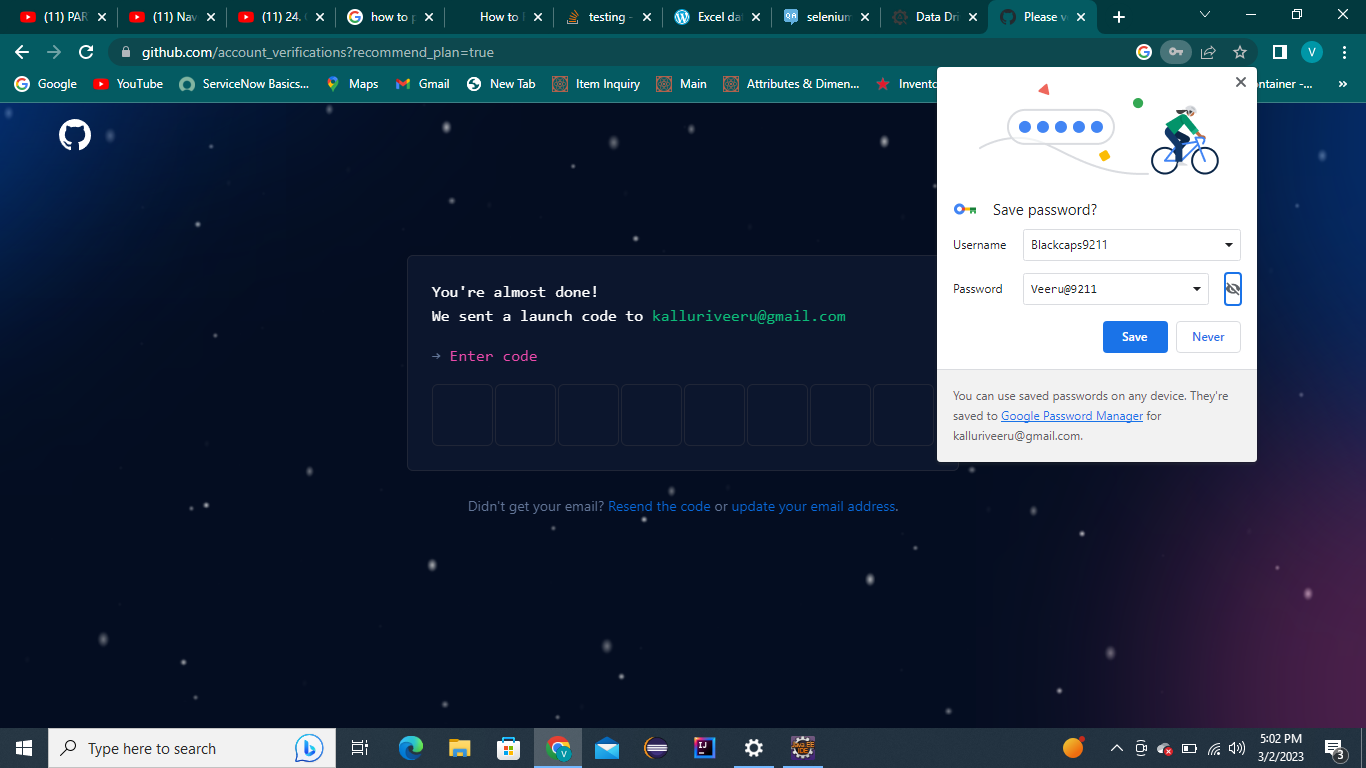 (11) PAR
(11) Nav
(11) 24.
how to p
How to
testing -
Excel da
selenium
Data Dri
Please v
github.com/account_verifications?recommend_plan=true
V
Google
YouTube
ServiceNow Basics...
Maps
Gmail
New Tab
Item Inquiry
Main
Attributes & Dimen...
Invento
ontainer -...
»
Save password?
Username
Blackcaps9211
Password
Veeru@9211
Save
Never
You can use saved passwords on any device. They're
saved to Google Password Manager for
kalluriveeru@gmail.com.
You're almost done!
We sent a launch code to kalluriveeru@gmail.com
→ Enter code
Didn't get your email? Resend the code or update your email address.
Type here to search
5:02 PM
3/2/2023
3